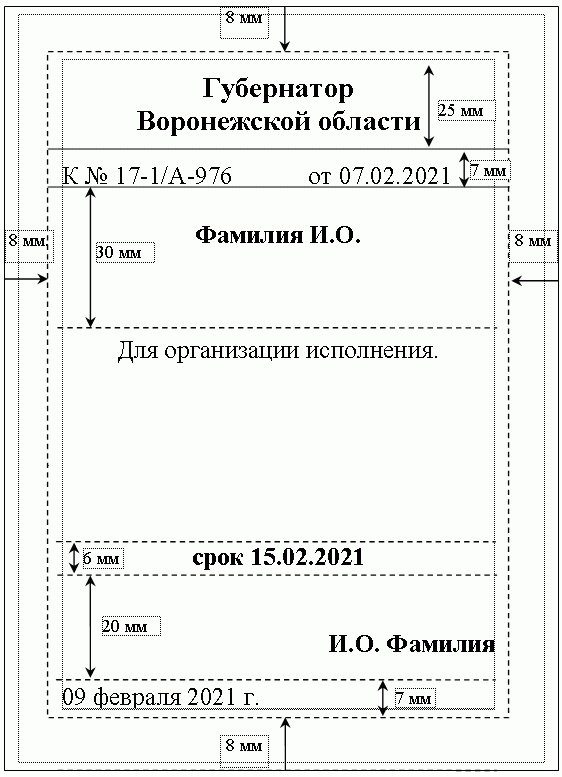 8 мм
Губернатор
Воронежской области
25 мм
К № 17-1/А-976 от 07.02.2021
7 мм
Фамилия И.О.
8 мм
30 мм
8 мм
Для организации исполнения.
6 мм
срок 15.02.2021
20 мм
И.О. Фамилия
09 февраля 2021 г.
7 мм
8 мм